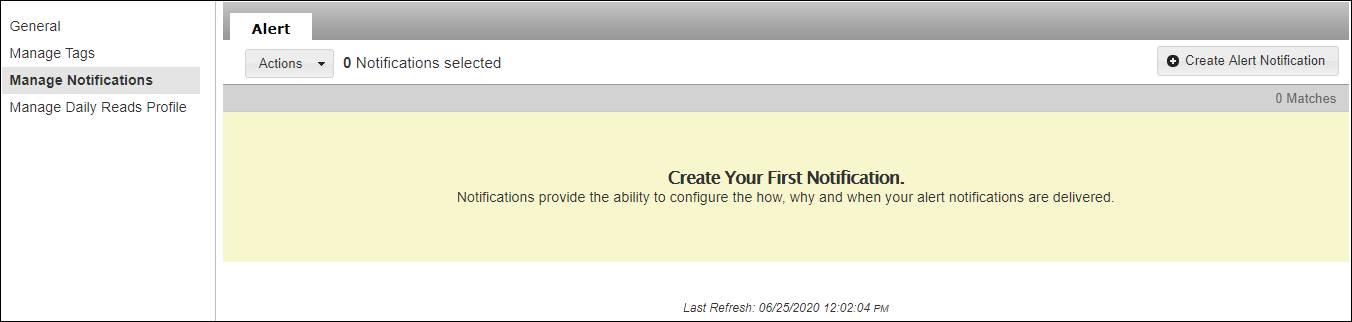 General
Manage Tags
Manage Notifications
Manage Daily Reads Profile
Alert
Actions
0 Notifications selected
Create Alert Notification
0 Matches
Create Your First Notification.
Notifications provide the ability to configure the how, why and when your alert notifications are delivered.
Last Refresh: 06/25/2020 12:02:04 PM